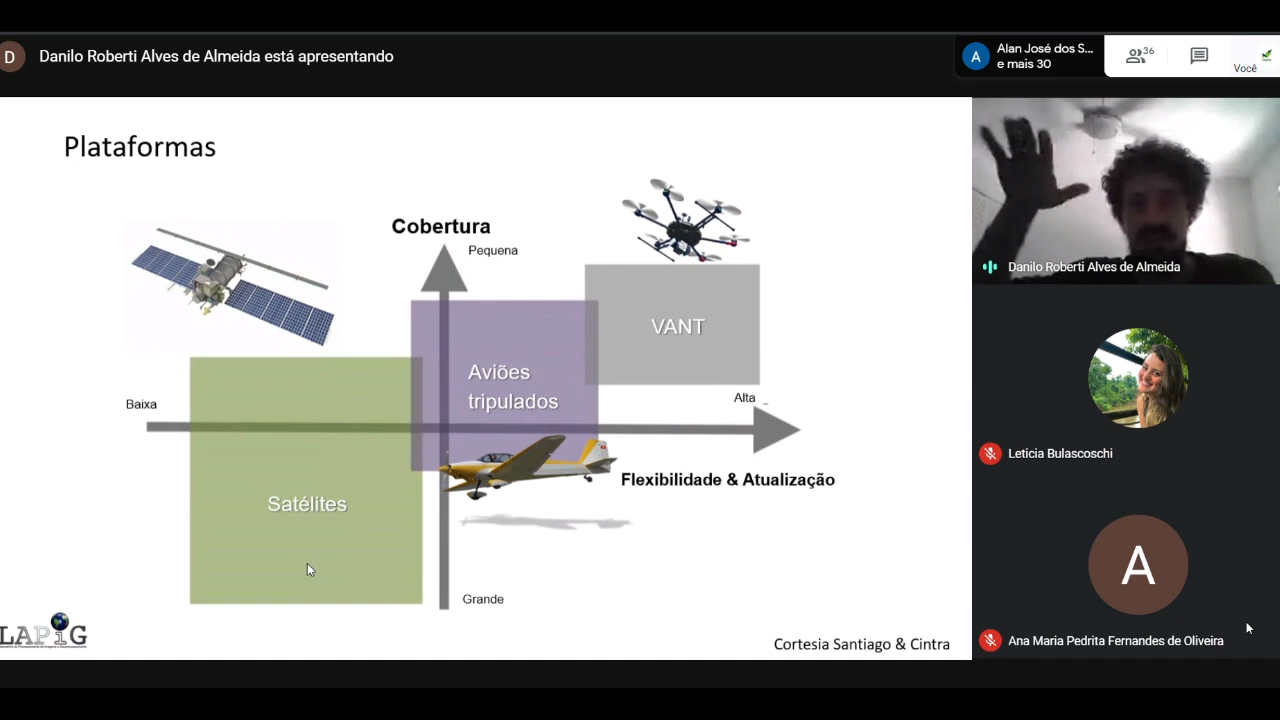 D
Danilo Roberti Alves de Almeida está apresentando
A
Alan José dos S...
e mais 30
36
Você
Plataformas
Cobertura
Pequena
VANT
Aviões
tripulados
Baixa
Alta
Flexibilidade & Atualização
Satélites
Grande
LAPiG
Cortesia Santiago & Cintra
Danilo Roberti Alves de Almeida
Leticia Bulascoschi
A
Ana Maria Pedrita Fernandes de Oliveira